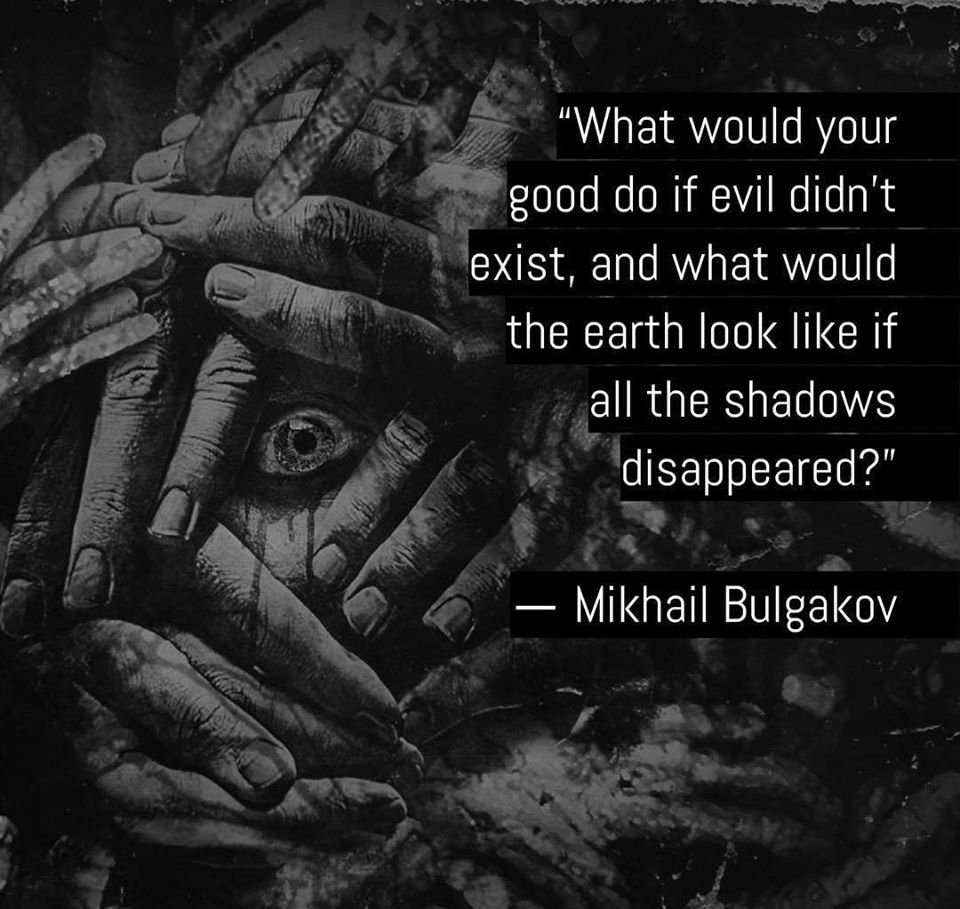 “What would your
good do if evil didn’t
exist, and what would
the earth look like if
all the shadows
disappeared?”
— Mikhail Bulgakov